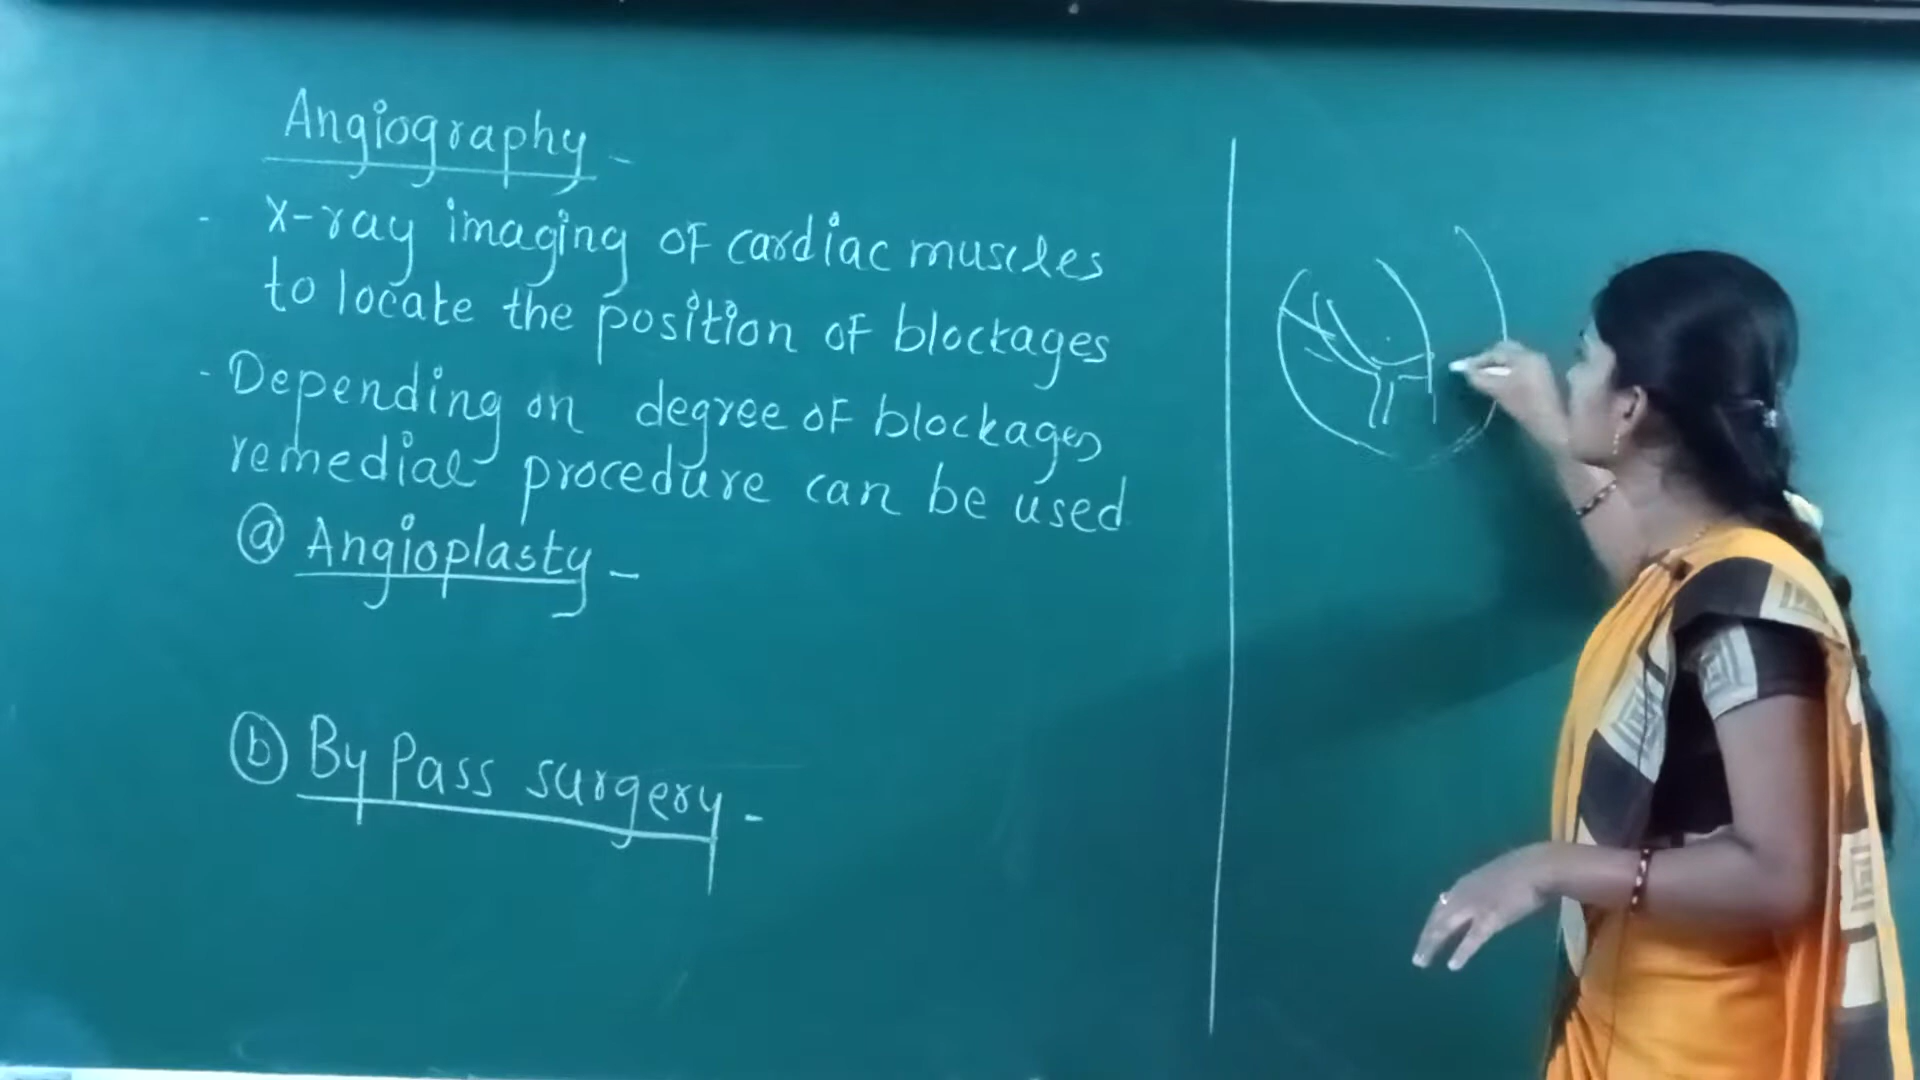 Angiography -
- X-ray imaging of cardiac muscles
to locate the position of blockages
- Depending on degree of blockages
remedial procedure can be used
ⓐ Angioplasty -
ⓑ By Pass surgery -